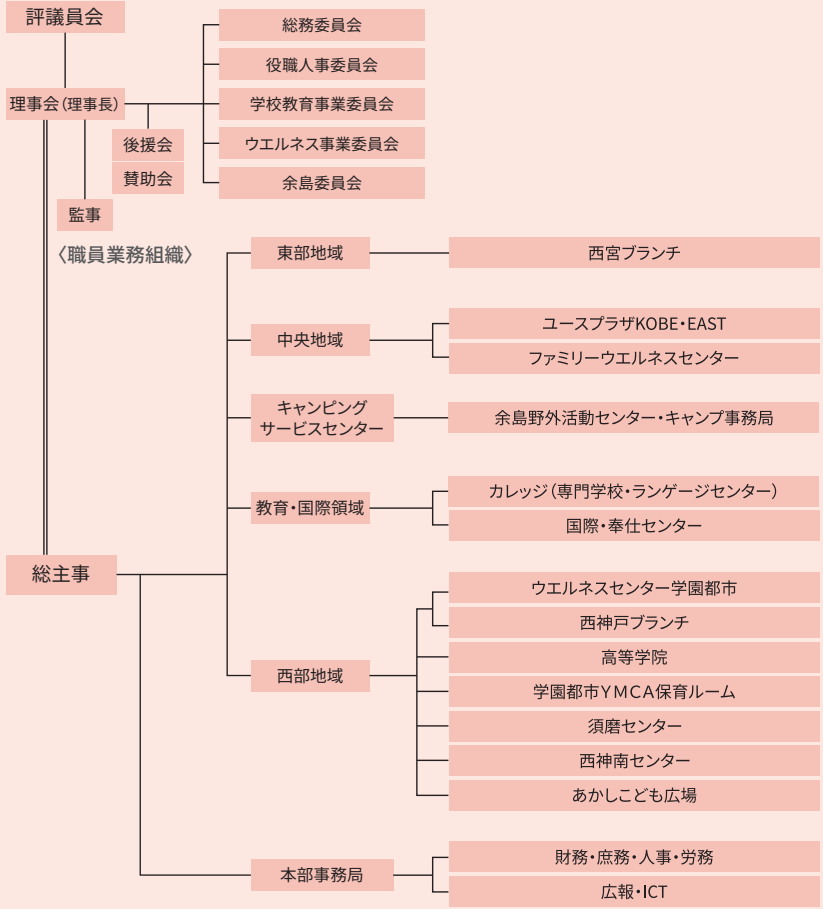 評議員会
理事会（理事長）
後援会
賛助会
監事
総務委員会
役職人事委員会
学校教育事業委員会
ウエルネス事業委員会
余島委員会
〈職員業務組織〉
総主事
東部地域
西宮ブランチ
中央地域
ユースプラザKOBE・EAST
ファミリーウエルネスセンター
キャンピング
サービスセンター
余島野外活動センター・キャンプ事務局
教育・国際領域
カレッジ（専門学校・ランゲージセンター）
国際・奉仕センター
西部地域
ウエルネスセンター学園都市
西神戸ブランチ
高等学院
学園都市YMCA保育ルーム
須磨センター
西神南センター
あかしこども広場
本部事務局
財務・庶務・人事・労務
広報・ICT